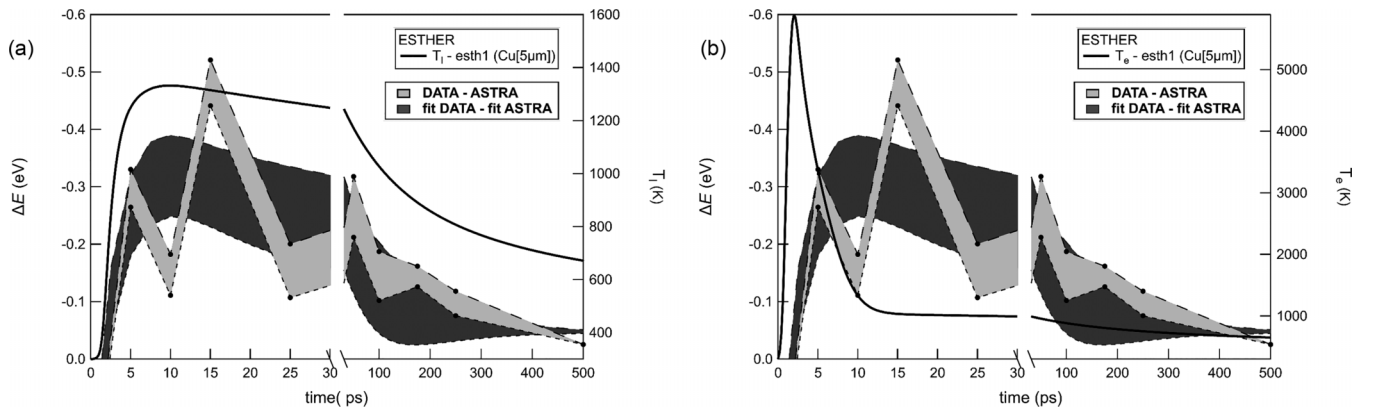 (a)
-0.6
-0.5
-0.4
-0.3
-0.2
-0.1
0.0
ΔE (eV)
1600
1400
1200
1000
800
600
400
T_l (K)
ESTHER
T_l - esth1 (Cu[5µm])
DATA - ASTRA
fit DATA - fit ASTRA
0 5 10 15 20 25 30 100 200 300 400 500
time( ps)
(b)
-0.6
-0.5
-0.4
-0.3
-0.2
-0.1
-0.0
ΔE (eV)
5000
4000
3000
2000
1000
T_e (K)
ESTHER
T_e - esth1 (Cu[5µm])
DATA - ASTRA
fit DATA - fit ASTRA
0 5 10 15 20 25 30 100 200 300 400 500
time (ps)